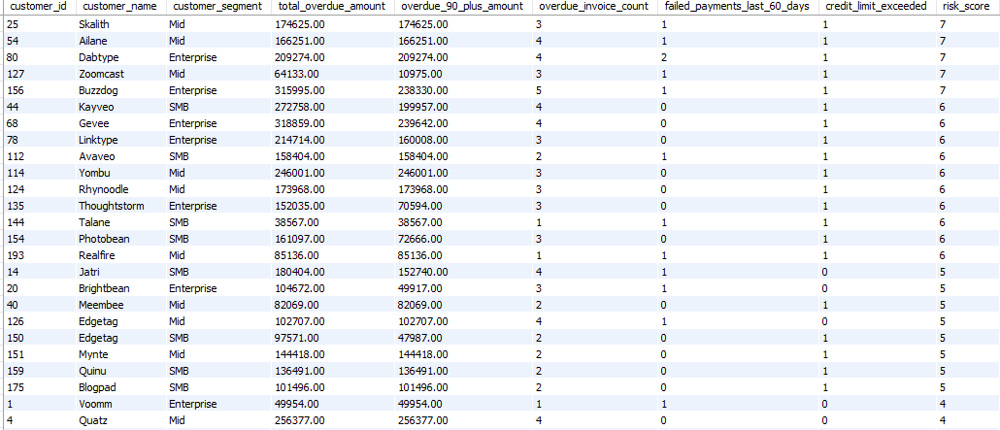 customer_id customer_name customer_segment total_overdue_amount overdue_90_plus_amount overdue_invoice_count failed_payments_last_60_days credit_limit_exceeded risk_score
25 Skalith Mid 174625.00 174625.00 3 1 1 7
54 Ailane Mid 166251.00 166251.00 4 1 1 7
80 Dabtype Enterprise 209274.00 209274.00 4 2 1 7
127 Zoomcast Mid 64133.00 10975.00 3 1 1 7
156 Buzzdog Enterprise 315995.00 238330.00 5 1 1 7
44 Kayveo SMB 272758.00 199957.00 4 0 1 6
68 Gevee Enterprise 318859.00 239642.00 4 0 1 6
78 Linktype Enterprise 214714.00 160008.00 3 0 1 6
112 Avaveo SMB 158404.00 158404.00 2 1 1 6
114 Yombu Mid 246001.00 246001.00 3 0 1 6
124 Rhynoodle Mid 173968.00 173968.00 3 0 1 6
135 Thoughtstorm Enterprise 152035.00 70594.00 3 0 1 6
144 Talane SMB 38567.00 38567.00 1 1 1 6
154 Photobean SMB 161097.00 72666.00 3 0 1 6
193 Realfire Mid 85136.00 85136.00 1 1 1 6
14 Jatri SMB 180404.00 152740.00 4 1 0 5
20 Brightbean Enterprise 104672.00 49917.00 3 1 0 5
40 Meembee Mid 82069.00 82069.00 2 0 1 5
126 Edgetag Mid 102707.00 102707.00 4 1 0 5
150 Edgetag SMB 97571.00 47987.00 2 0 1 5
151 Mynte Mid 144418.00 144418.00 2 0 1 5
159 Quinu SMB 136491.00 136491.00 2 0 1 5
175 Blogpad SMB 101496.00 101496.00 2 0 1 5
1 Voomm Enterprise 49954.00 49954.00 1 1 0 4
4 Quatz Mid 256377.00 256377.00 4 0 0 4